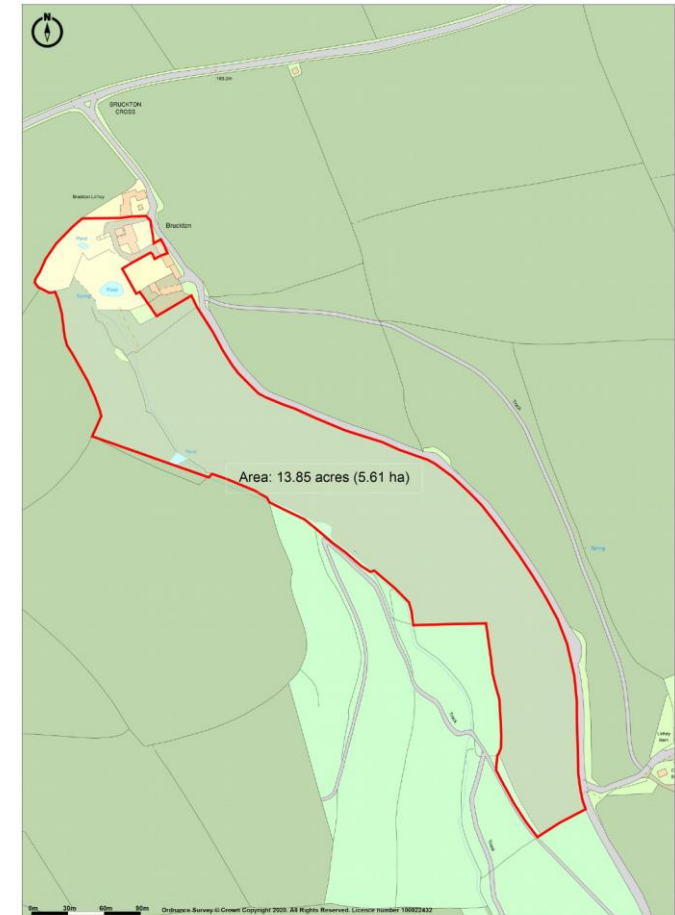 N
BRUCKTON
CROSS
Bruckton
Pond
Pond
Spring
Pond
Area: 13.85 acres (5.61 ha)
Track
Spring
Track
Track
0m 30m 60m 90m Ordnance Survey © Crown Copyright 2020. All Rights Reserved. Licence number 100022432